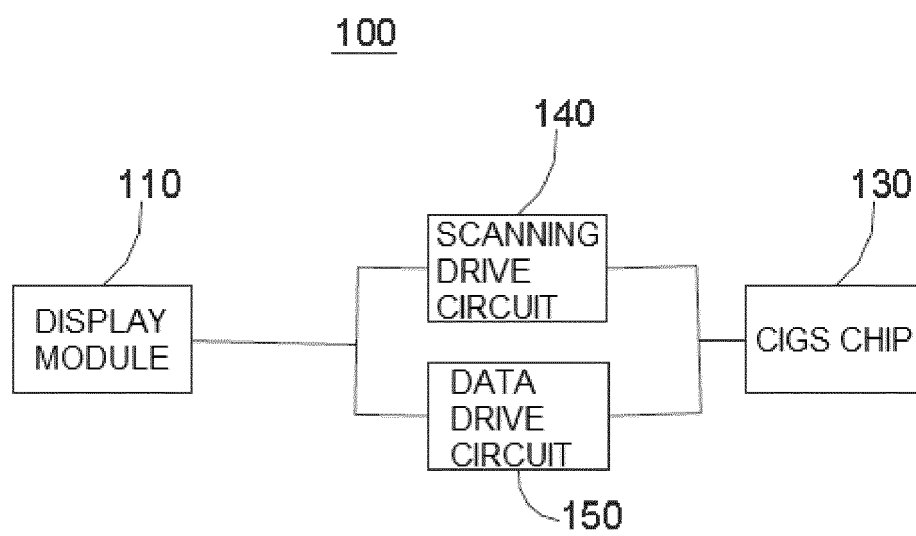 100
140
110
130
SCANNING
DRIVE
CIRCUIT
DISPLAY
MODULE
CIGS CHIP
DATA
DRIVE
CIRCUIT
150